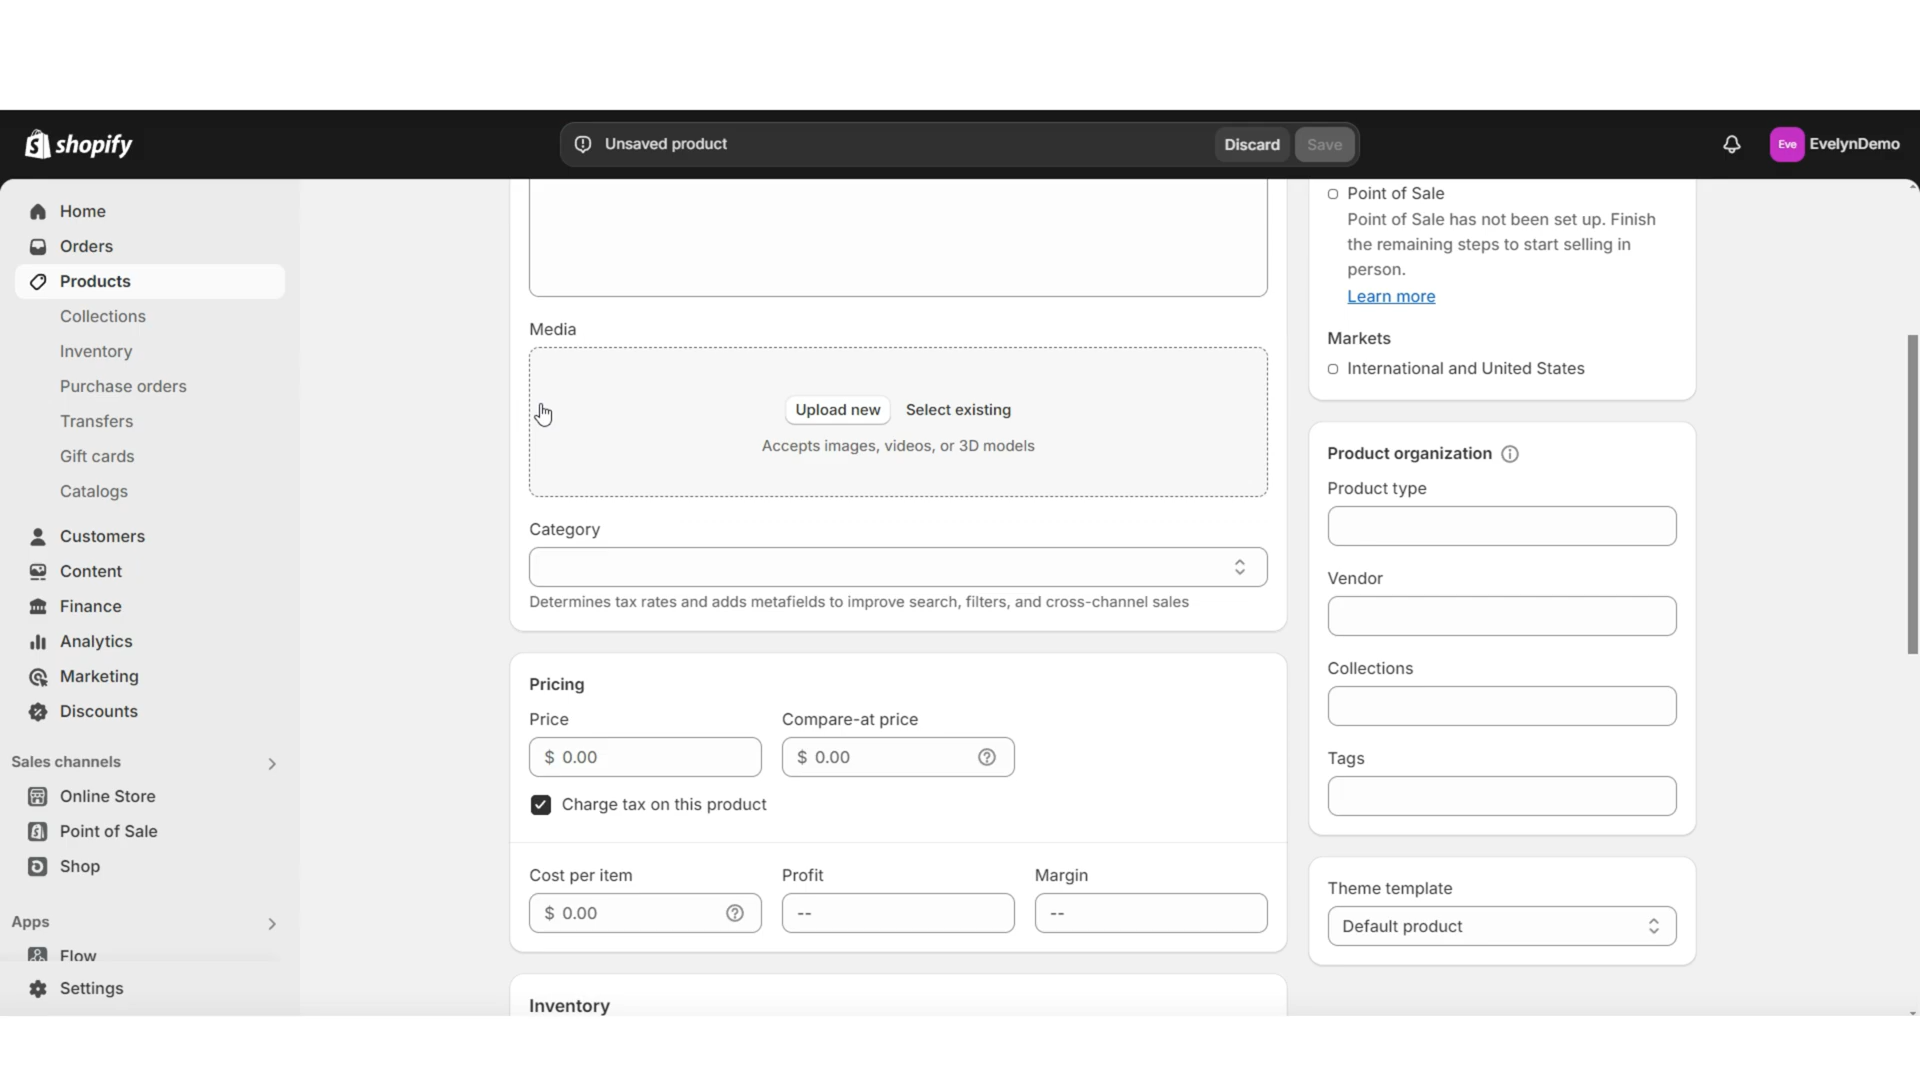 shopify
Unsaved product
Discard
Save
Eve
EvelynDemo
Home
Orders
Products
Collections
Inventory
Purchase orders
Transfers
Gift cards
Catalogs
Customers
Content
Finance
Analytics
Marketing
Discounts
Sales channels
Online Store
Point of Sale
Shop
Apps
Flow
Settings
Media
Upload new
Select existing
Accepts images, videos, or 3D models
Category
Determines tax rates and adds metafields to improve search, filters, and cross-channel sales
Pricing
Price
Compare-at price
$ 0.00
$ 0.00
Charge tax on this product
Cost per item
Profit
Margin
$ 0.00
--
--
Inventory
Point of Sale
Point of Sale has not been set up. Finish
the remaining steps to start selling in
person.
Learn more
Markets
International and United States
Product organization
Product type
Vendor
Collections
Tags
Theme template
Default product